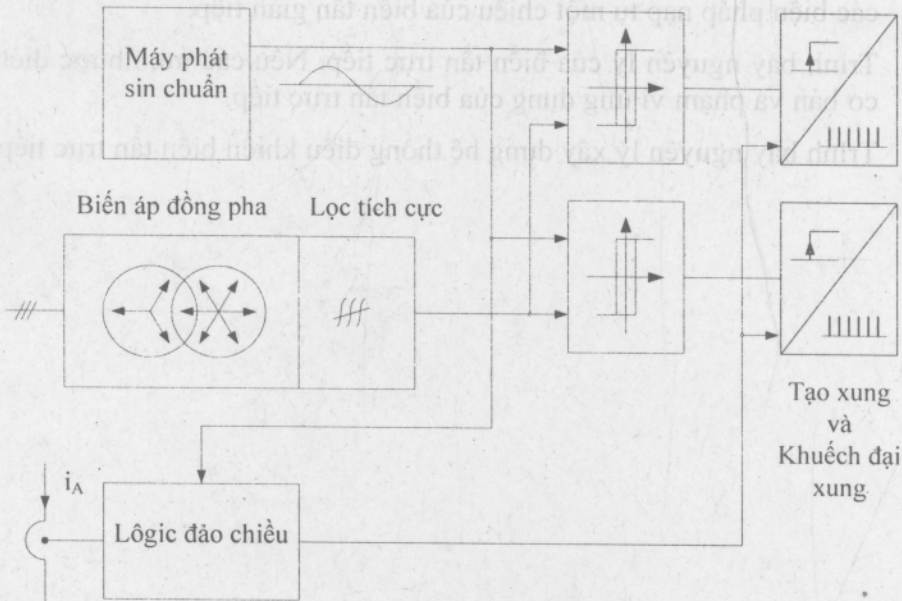 Máy phát
sin chuẩn
Biến áp đồng pha
Lọc tích cực
Tạo xung
và
Khuếch đại
xung
iA
Lôgic đảo chiều